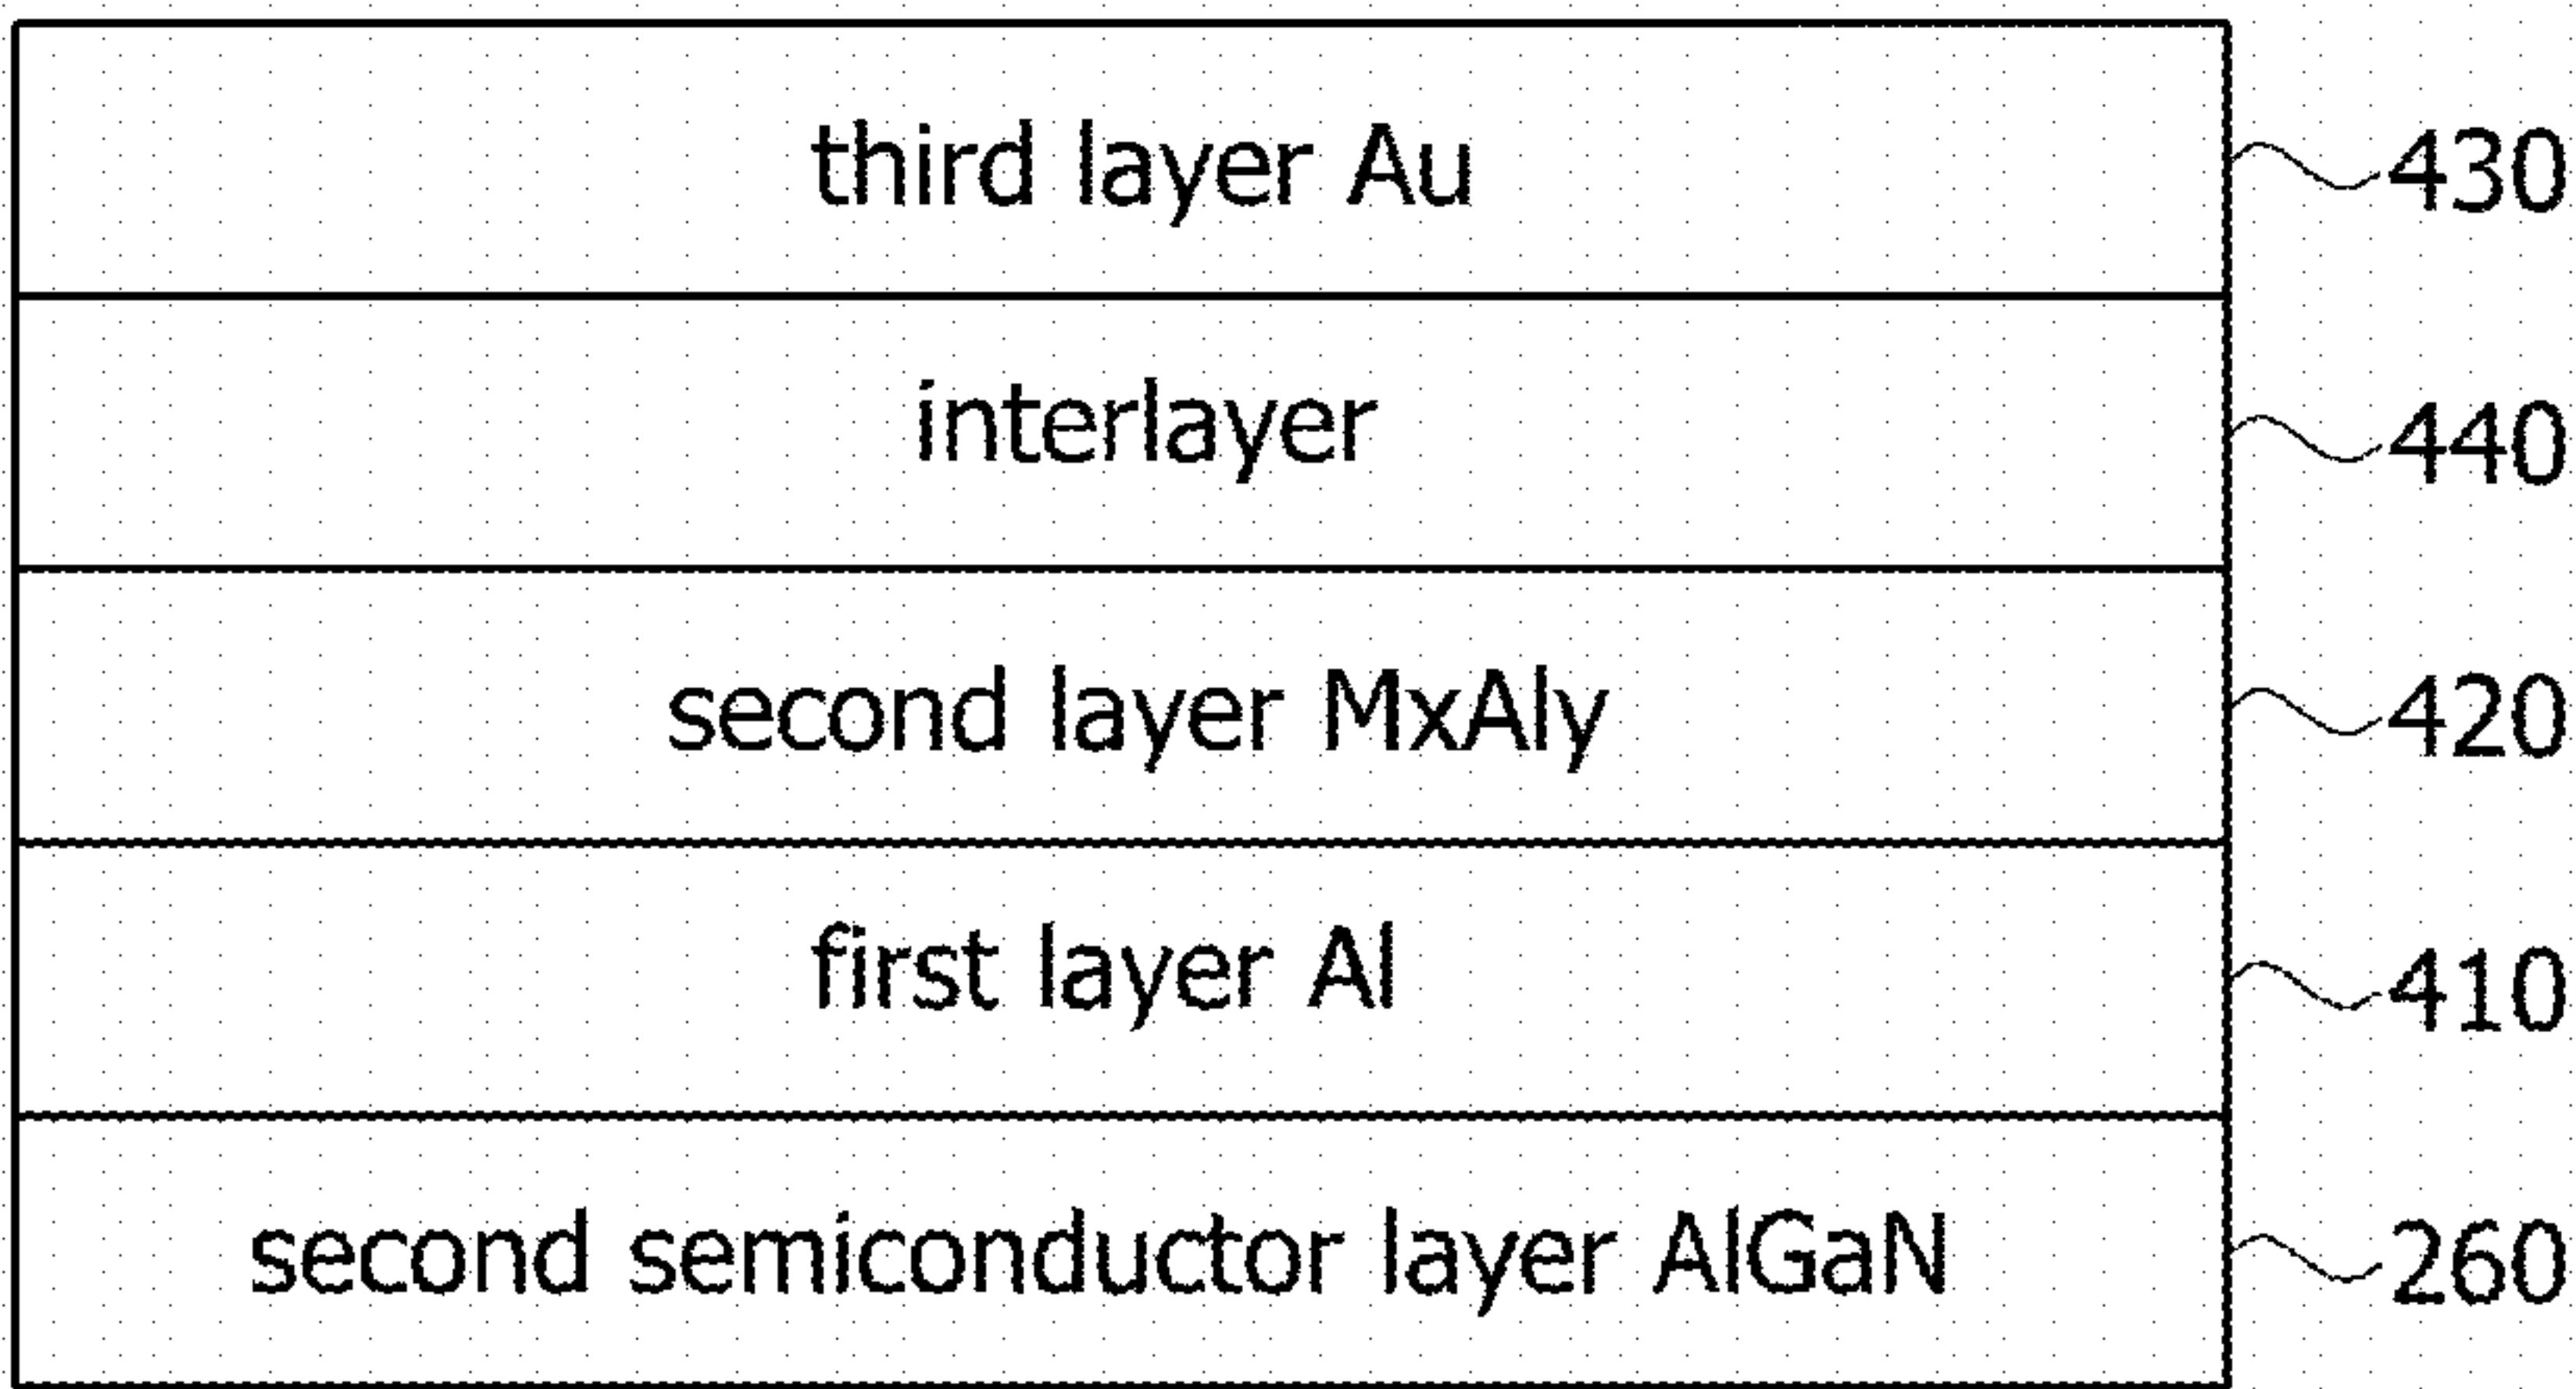 third layer Au 430
interlayer 440
second layer MxAly 420
first layer Al 410
second semiconductor layer AlGaN 260